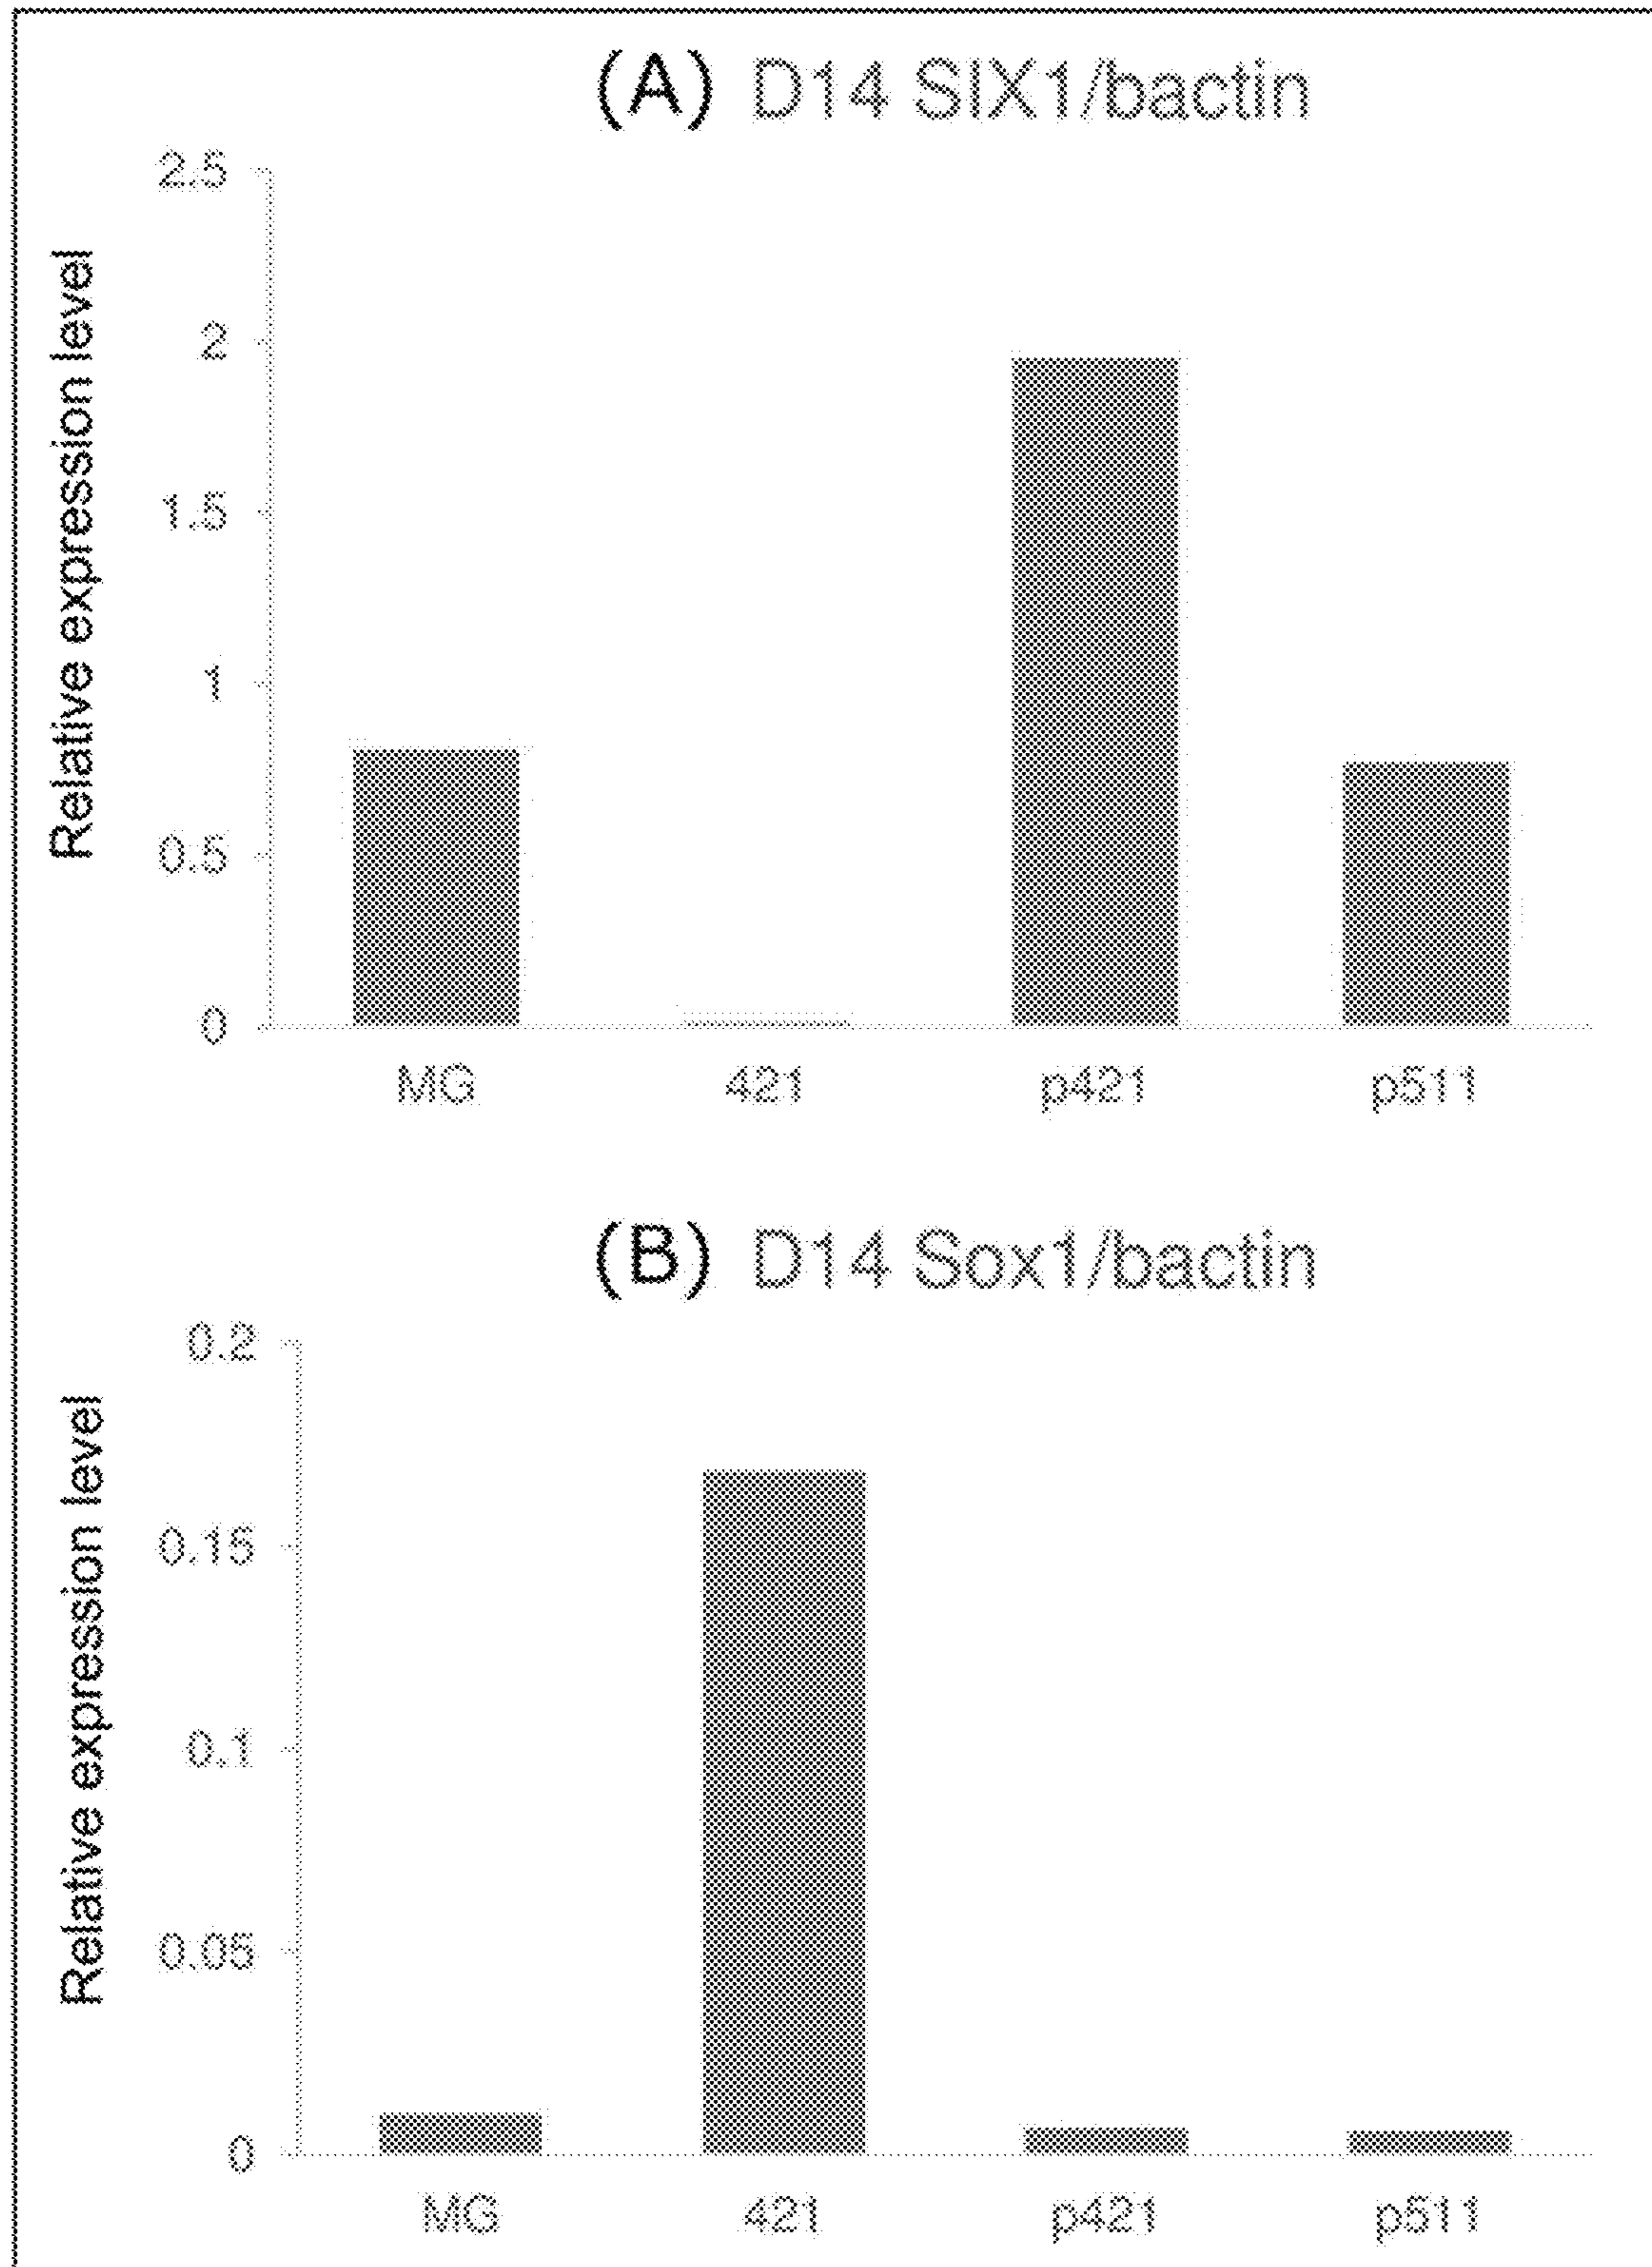 (A) D14 SIX1/bactin
Relative expression level
2.5
2
1.5
1
0.5
0
MG 421 p421 p511
(B) D14 Sox1/bactin
Relative expression level
0.2
0.15
0.1
0.05
0
MG 421 p421 p511